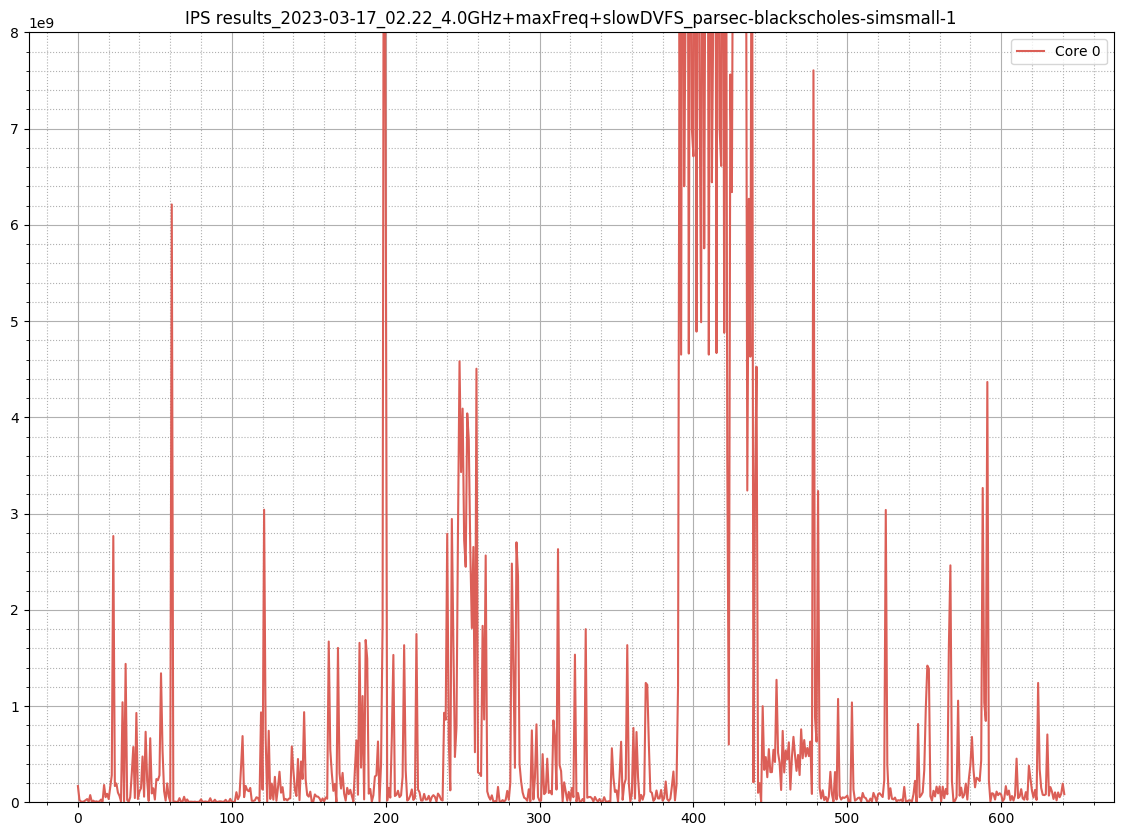 IPS results_2023-03-17_02.22_4.0GHz+maxFreq+slowDVFS_parsec-blackscholes-simsmall-1
1e9
Core 0
8
7
6
5
4
3
2
1
0
0 100 200 300 400 500 600